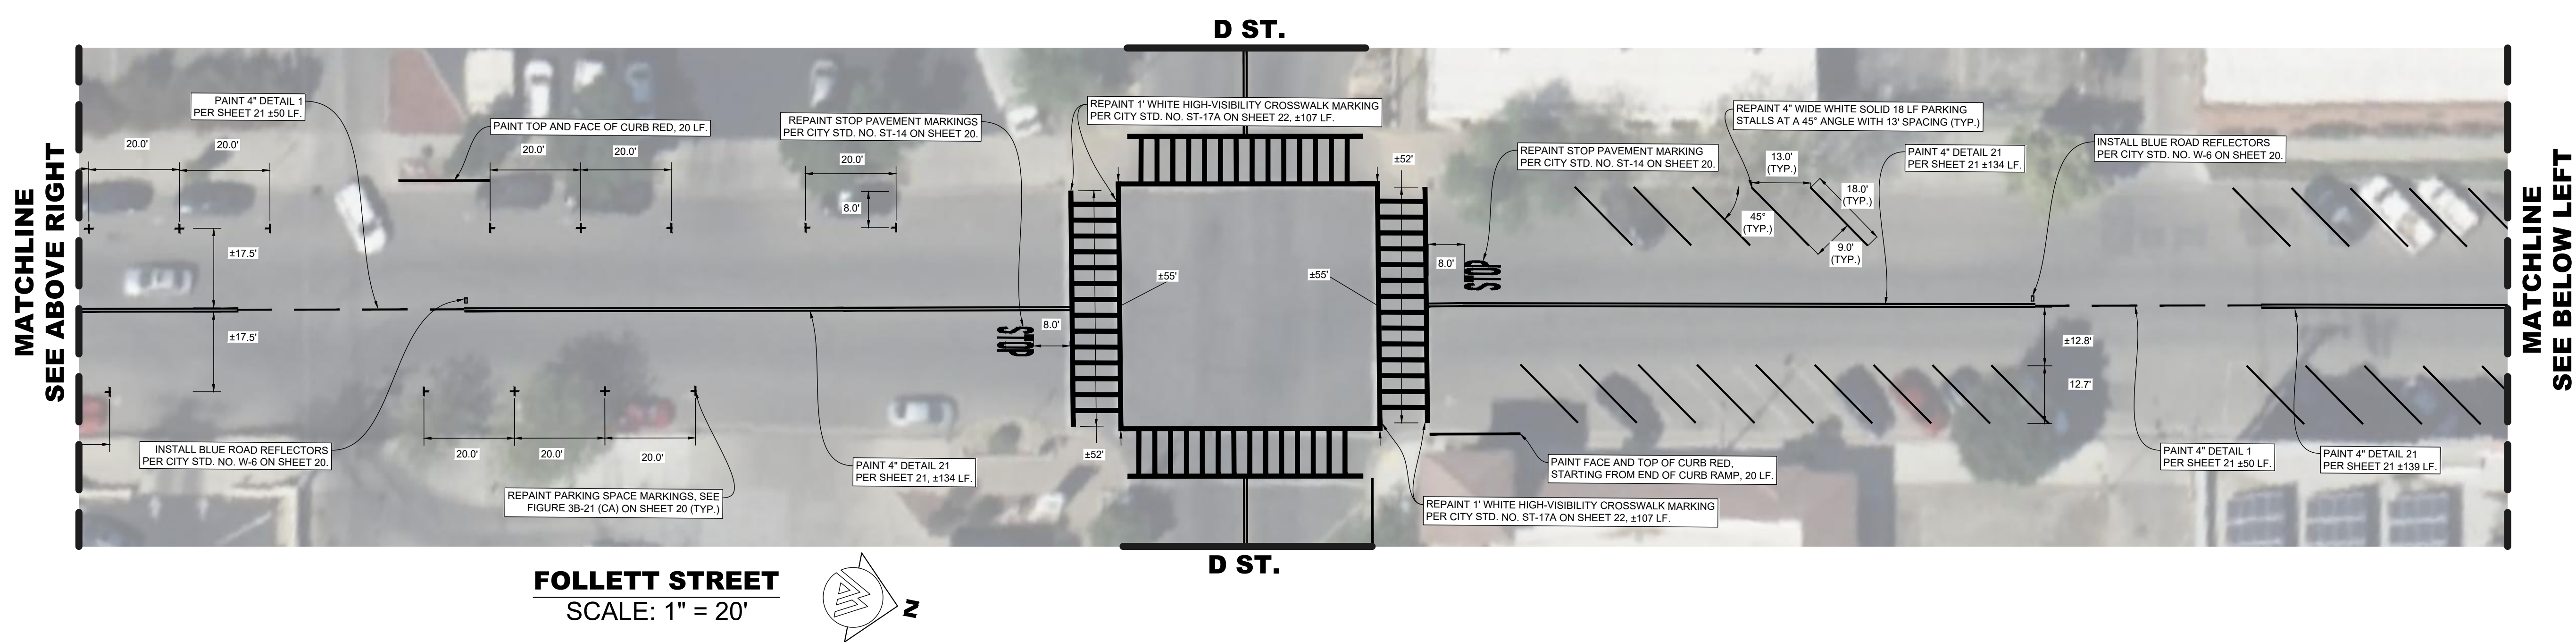 D ST.
MATCHLINE
SEE ABOVE RIGHT
PAINT 4" DETAIL 1
PER SHEET 21 ±50 LF.
PAINT TOP AND FACE OF CURB RED, 20 LF.
REPAINT STOP PAVEMENT MARKINGS
PER CITY STD. NO. ST-14 ON SHEET 20.
REPAINT 1' WHITE HIGH-VISIBILITY CROSSWALK MARKING
PER CITY STD. NO. ST-17A ON SHEET 22, ±107 LF.
REPAINT STOP PAVEMENT MARKING
PER CITY STD. NO. ST-14 ON SHEET 20.
REPAINT 4" WIDE WHITE SOLID 18 LF PARKING
STALLS AT A 45° ANGLE WITH 13' SPACING (TYP.)
PAINT 4" DETAIL 21
PER SHEET 21 ±134 LF.
INSTALL BLUE ROAD REFLECTORS
PER CITY STD. NO. W-6 ON SHEET 20.
20.0'
20.0'
20.0'
20.0'
20.0'
8.0'
±52'
13.0'
(TYP.)
18.0'
(TYP.)
45°
(TYP.)
9.0'
(TYP.)
±17.5'
±17.5'
±55'
±55'
8.0'
STOP
8.0'
STOP
±12.8'
12.7'
20.0'
20.0'
20.0'
±52'
INSTALL BLUE ROAD REFLECTORS
PER CITY STD. NO. W-6 ON SHEET 20.
REPAINT PARKING SPACE MARKINGS, SEE
FIGURE 3B-21 (CA) ON SHEET 20 (TYP.)
PAINT 4" DETAIL 21
PER SHEET 21, ±134 LF.
PAINT FACE AND TOP OF CURB RED,
STARTING FROM END OF CURB RAMP, 20 LF.
REPAINT 1' WHITE HIGH-VISIBILITY CROSSWALK MARKING
PER CITY STD. NO. ST-17A ON SHEET 22, ±107 LF.
PAINT 4" DETAIL 1
PER SHEET 21 ±50 LF.
PAINT 4" DETAIL 21
PER SHEET 21 ±139 LF.
MATCHLINE
SEE BELOW LEFT
D ST.
FOLLETT STREET
SCALE: 1" = 20'
N